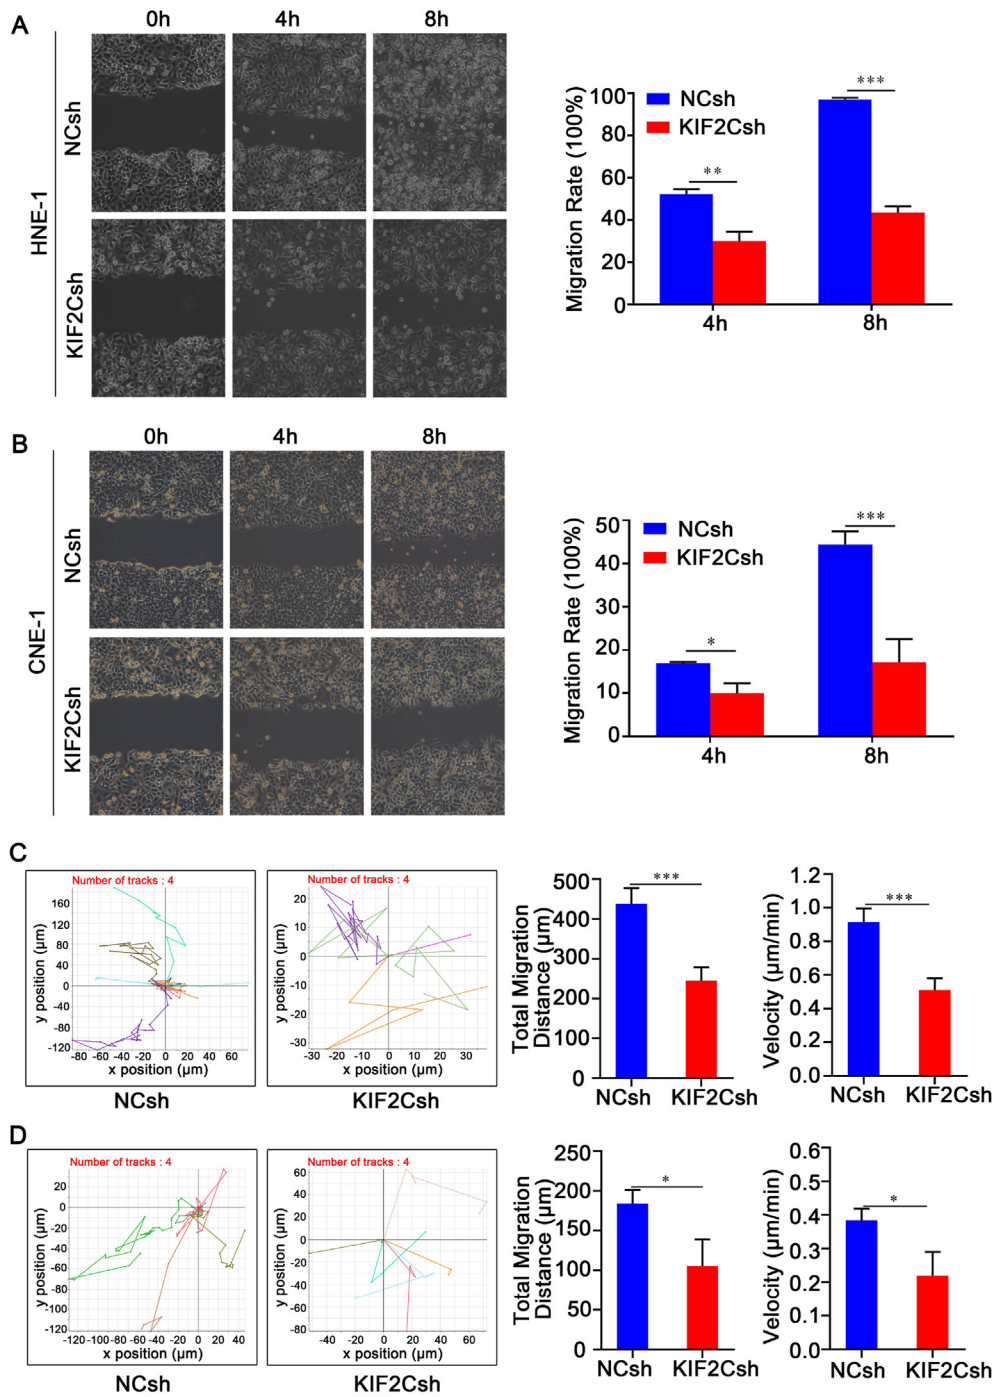 A
0h
4h
8h
HNE-1
NCsh
KIF2Csh
Migration Rate (100%)
100
80
60
40
20
0
NCsh
KIF2Csh
**
***
4h
8h
B
0h
4h
8h
CNE-1
NCsh
KIF2Csh
Migration Rate (100%)
50
40
30
20
10
0
NCsh
KIF2Csh
*
***
4h
8h
C
Number of tracks : 4
y position (µm)
160
120
80
40
0
-40
-80
-120
-80 -60 -40 -20 0 20 40 60
x position (µm)
NCsh
Number of tracks : 4
y position (µm)
20
10
0
-10
-20
-30
-30 -20 -10 0 10 20 30
x position (µm)
KIF2Csh
Total Migration
Distance (µm)
500
400
300
200
100
0
***
NCsh KIF2Csh
Velocity (µm/min)
1.2
1.0
0.8
0.6
0.4
0.2
0.0
***
NCsh KIF2Csh
D
Number of tracks : 4
y position (µm)
20
0
-20
-40
-60
-80
-100
-120
-120 -100 -80 -60 -40 -20 0 20 40
x position (µm)
NCsh
Number of tracks : 4
y position (µm)
60
40
20
0
-20
-40
-60
-80
-40 -20 0 20 40 60
x position (µm)
KIF2Csh
Total Migration
Distance (µm)
250
200
150
100
50
0
*
NCsh KIF2Csh
Velocity (µm/min)
0.6
0.4
0.4
0.2
0.2
0.0
*
NCsh KIF2Csh